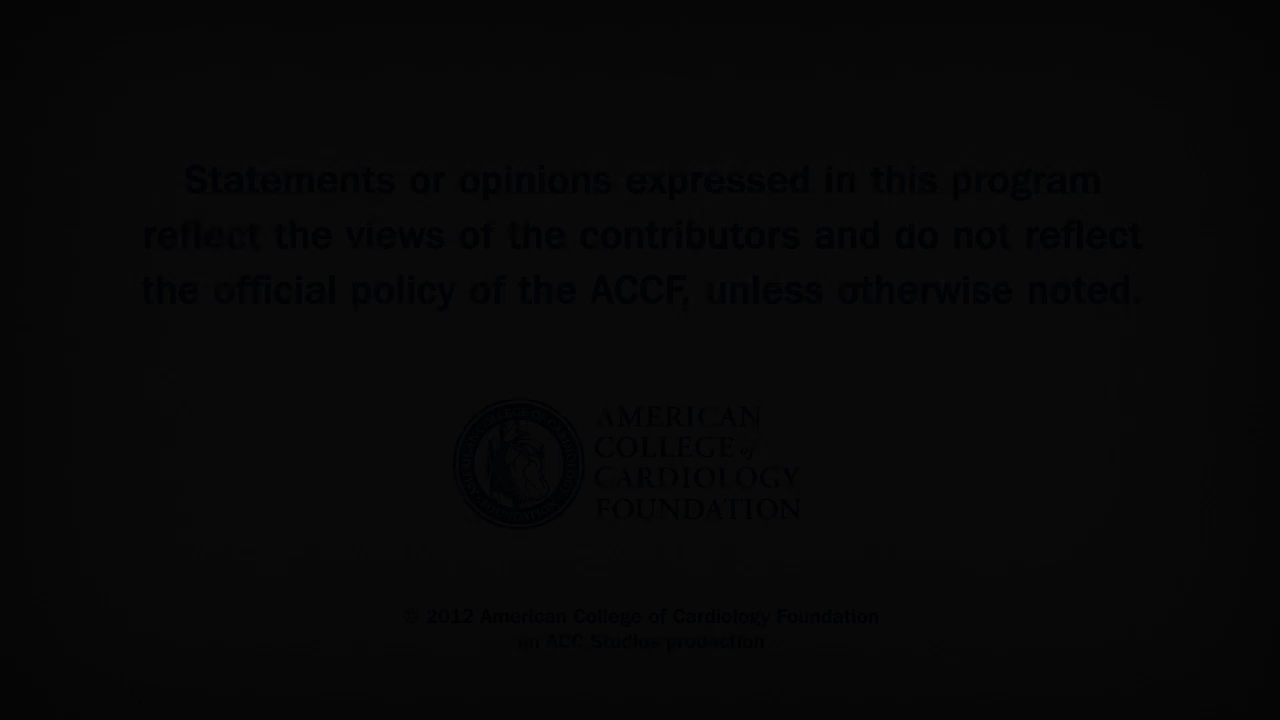 Statements or opinions expressed in this program
reflect the views of the contributors and do not reflect
the official policy of the ACCF, unless otherwise noted.
AMERICAN
COLLEGE of
CARDIOLOGY
FOUNDATION
© 2012 American College of Cardiology Foundation
an ACC Studios production